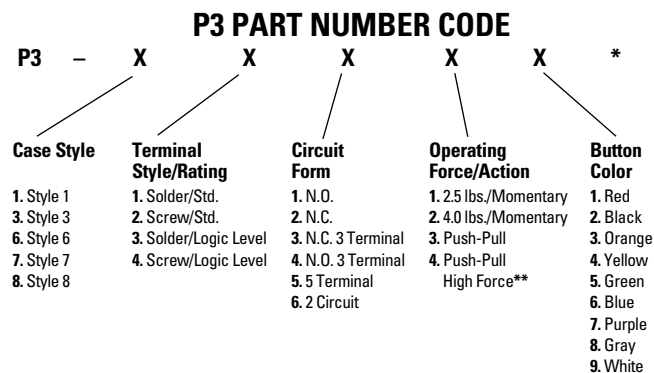 P3 PART NUMBER CODE
P3 – X X X X X *
Case Style
1. Style 1
3. Style 3
6. Style 6
7. Style 7
8. Style 8
Terminal
Style/Rating
1. Solder/Std.
2. Screw/Std.
3. Solder/Logic Level
4. Screw/Logic Level
Circuit
Form
1. N.O.
2. N.C.
3. N.C. 3 Terminal
4. N.O. 3 Terminal
5. 5 Terminal
6. 2 Circuit
Operating
Force/Action
1. 2.5 lbs./Momentary
2. 4.0 lbs./Momentary
3. Push-Pull
4. Push-Pull
High Force**
Button
Color
1. Red
2. Black
3. Orange
4. Yellow
5. Green
6. Blue
7. Purple
8. Gray
9. White